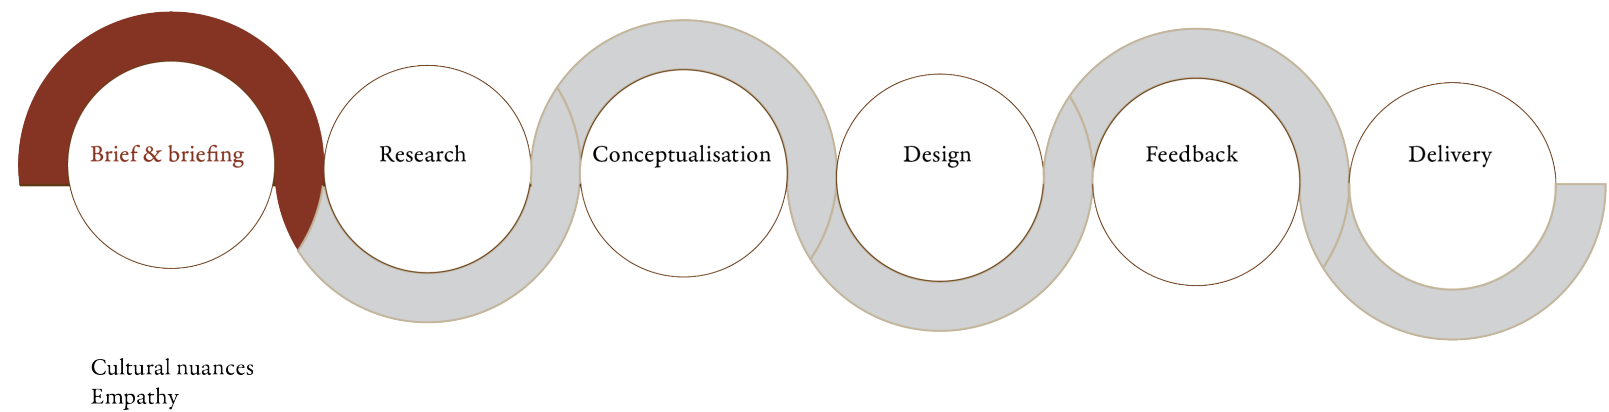 Brief & briefing
Research
Conceptualisation
Design
Feedback
Delivery
Cultural nuances
Empathy